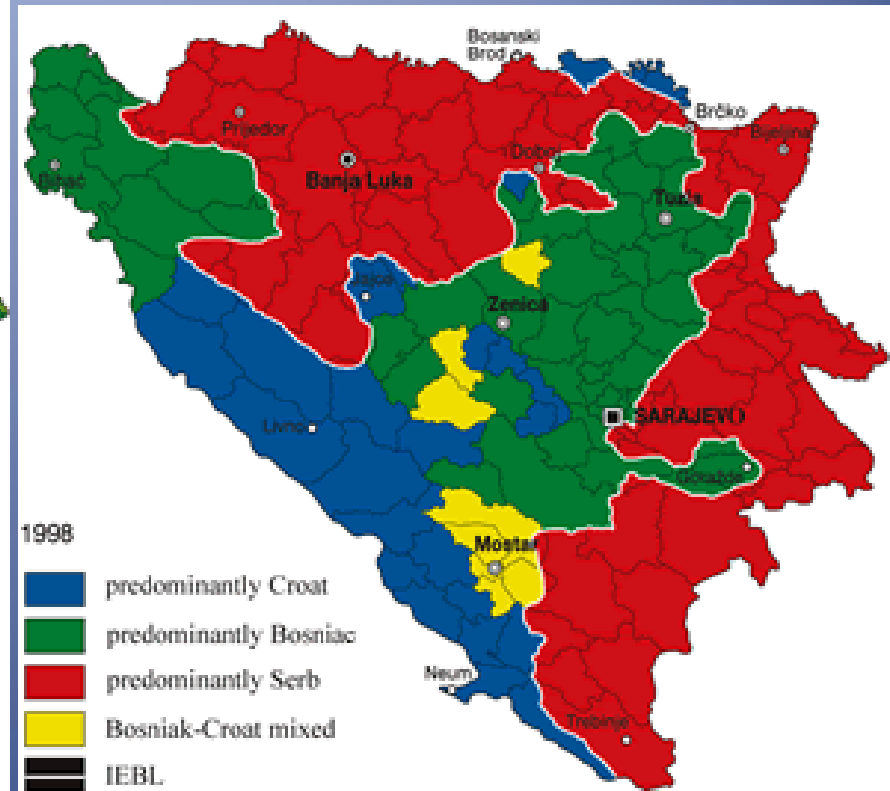 Bosanski
Brod
Brčko
Prijedor
Bijeljina
Doboj
Bihać
Banja Luka
Tuzla
Jajce
Zenica
Livno
SARAJEVO
Goražde
1998
Mostar
predominantly Croat
predominantly Bosniac
predominantly Serb
Neum
Bosniak-Croat mixed
Trebinje
IEBL